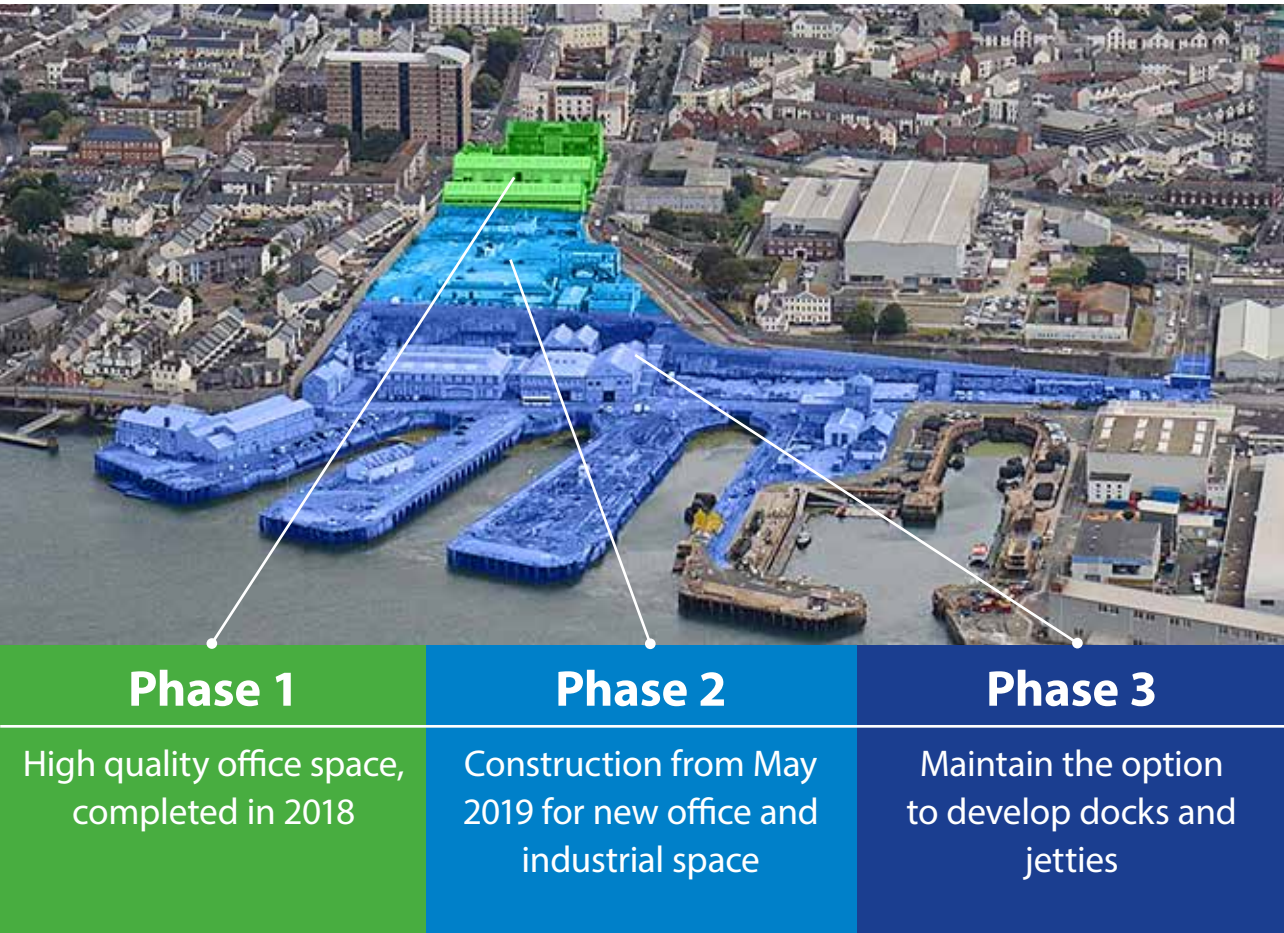 Phase 1
High quality office space,
completed in 2018
Phase 2
Construction from May
2019 for new office and
industrial space
Phase 3
Maintain the option
to develop docks and
jetties